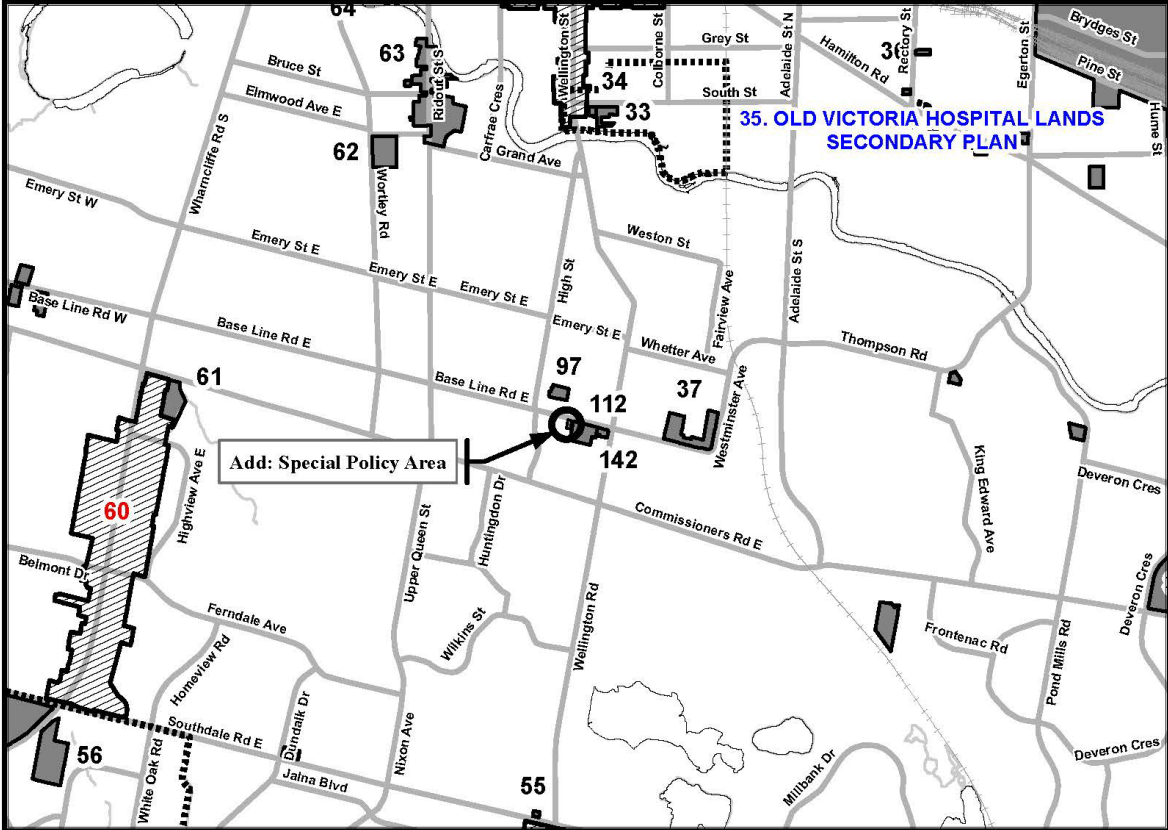 64
63
Bruce St
Elmwood Ave E
62
Wortley Rd
Ridout St S
Carfrae Cres
Grand Ave
Wellington St
34
33
Colborne St
Grey St
South St
Adelaide St N
Hamilton Rd
36
Rectory St
Egerton St
Brydges St
Pine St
Hume St
35. OLD VICTORIA HOSPITAL LANDS
SECONDARY PLAN
Wharncliffe Rd S
Emery St W
Emery St E
Emery St E
Emery St E
Emery St E
High St
Weston St
Fairview Ave
Adelaide St S
Base Line Rd W
Base Line Rd E
Base Line Rd E
Whetter Ave
Thompson Rd
97
112
142
37
Westminster Ave
61
Add: Special Policy Area
60
Highview Ave E
Upper Queen St
Huntingdon Dr
Commissioners Rd E
King Edward Ave
Deveron Cres
Belmont Dr
Ferndale Ave
Homeview Rd
Wilkins St
Wellington Rd
Frontenac Rd
Pond Mills Rd
Deveron Cres
Deveron Cres
Southdale Rd E
Dundalk Dr
Nixon Ave
56
White Oak Rd
Jalna Blvd
55
Millbank Dr